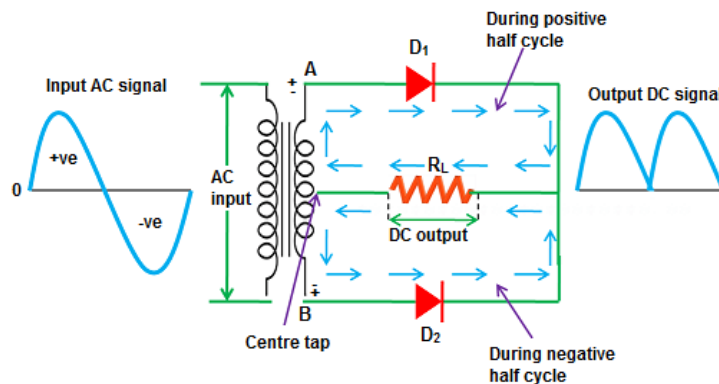 Input AC signal
+ve
0
-ve
AC
input
+
-
A
D1
During positive
half cycle
Output DC signal
RL
DC output
-
+
B
D2
Centre tap
During negative
half cycle